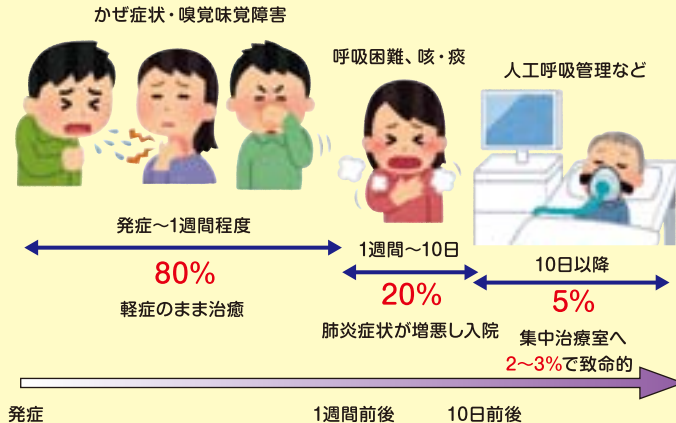 かぜ症状・嗅覚味覚障害
呼吸困難、咳・痰
人工呼吸管理など
発症～1週間程度
80%
軽症のまま治癒
1週間～10日
20%
肺炎症状が増悪し入院
10日以降
5%
集中治療室へ
2～3%で致命的
発症
1週間前後
10日前後